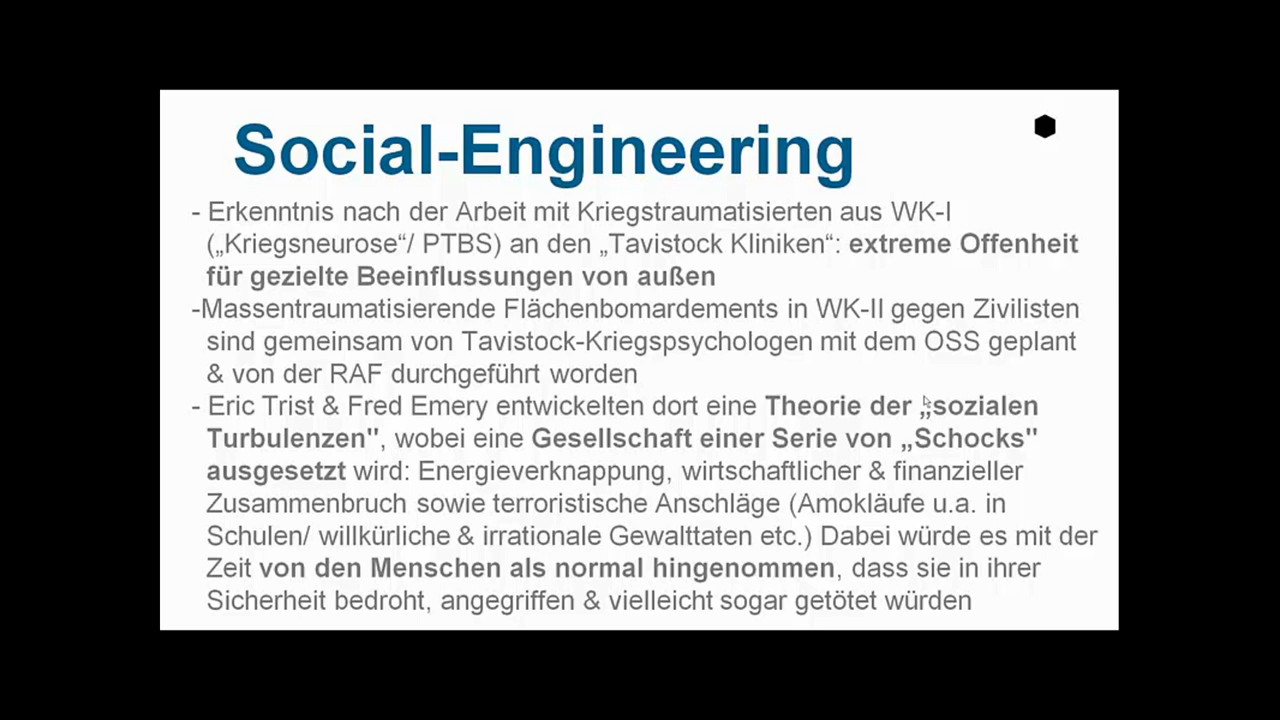 Social-Engineering
- Erkenntnis nach der Arbeit mit Kriegstraumatisierten aus WK-I
(„Kriegsneurose“/ PTBS) an den „Tavistock Kliniken“: extreme Offenheit
für gezielte Beeinflussungen von außen
-Massentraumatisierende Flächenbomardements in WK-II gegen Zivilisten
sind gemeinsam von Tavistock-Kriegspsychologen mit dem OSS geplant
& von der RAF durchgeführt worden
- Eric Trist & Fred Emery entwickelten dort eine Theorie der „sozialen
Turbulenzen", wobei eine Gesellschaft einer Serie von „Schocks"
ausgesetzt wird: Energieverknappung, wirtschaftlicher & finanzieller
Zusammenbruch sowie terroristische Anschläge (Amokläufe u.a. in
Schulen/ willkürliche & irrationale Gewalttaten etc.) Dabei würde es mit der
Zeit von den Menschen als normal hingenommen, dass sie in ihrer
Sicherheit bedroht, angegriffen & vielleicht sogar getötet würden